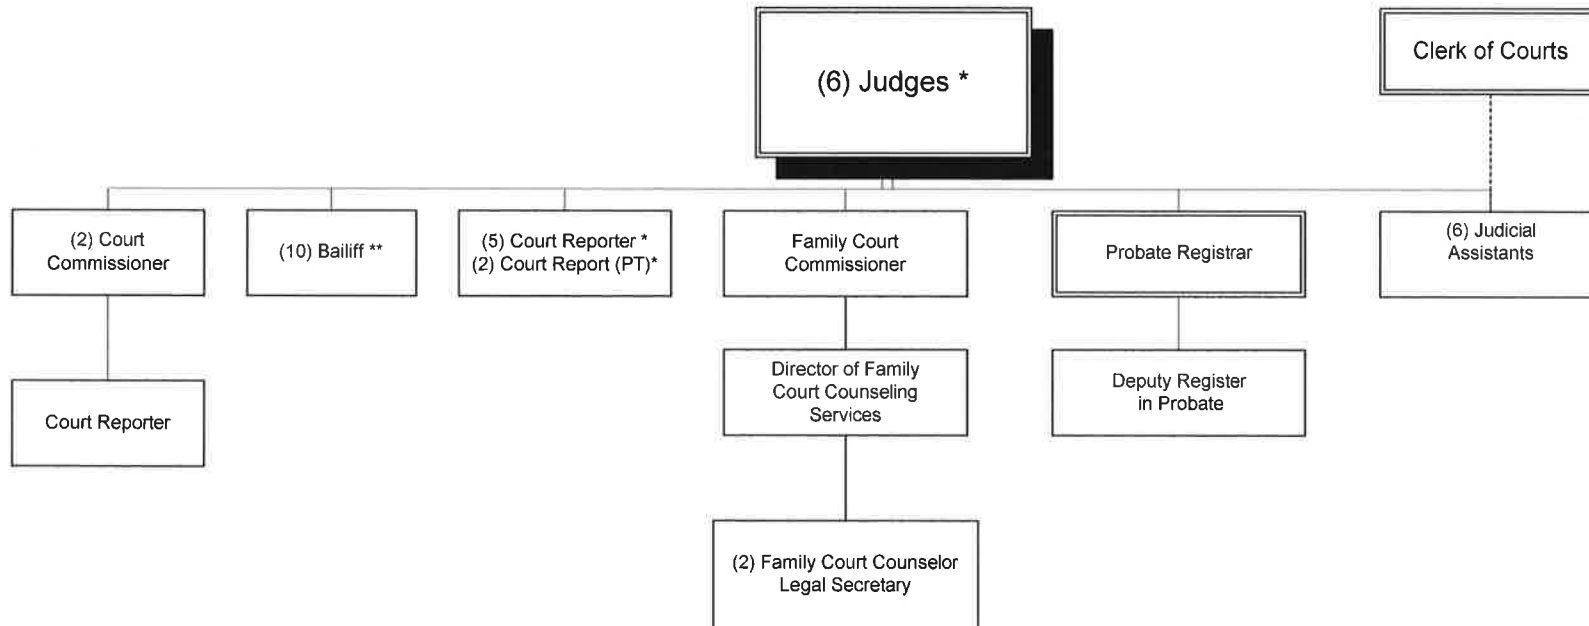 (6) Judges *
Clerk of Courts
(2) Court
Commissioner
(10) Bailiff **
(5) Court Reporter *
(2) Court Report (PT)*
Family Court
Commissioner
Probate Registrar
(6) Judicial
Assistants
Court Reporter
Director of Family
Court Counseling
Services
Deputy Register
in Probate
(2) Family Court Counselor
Legal Secretary